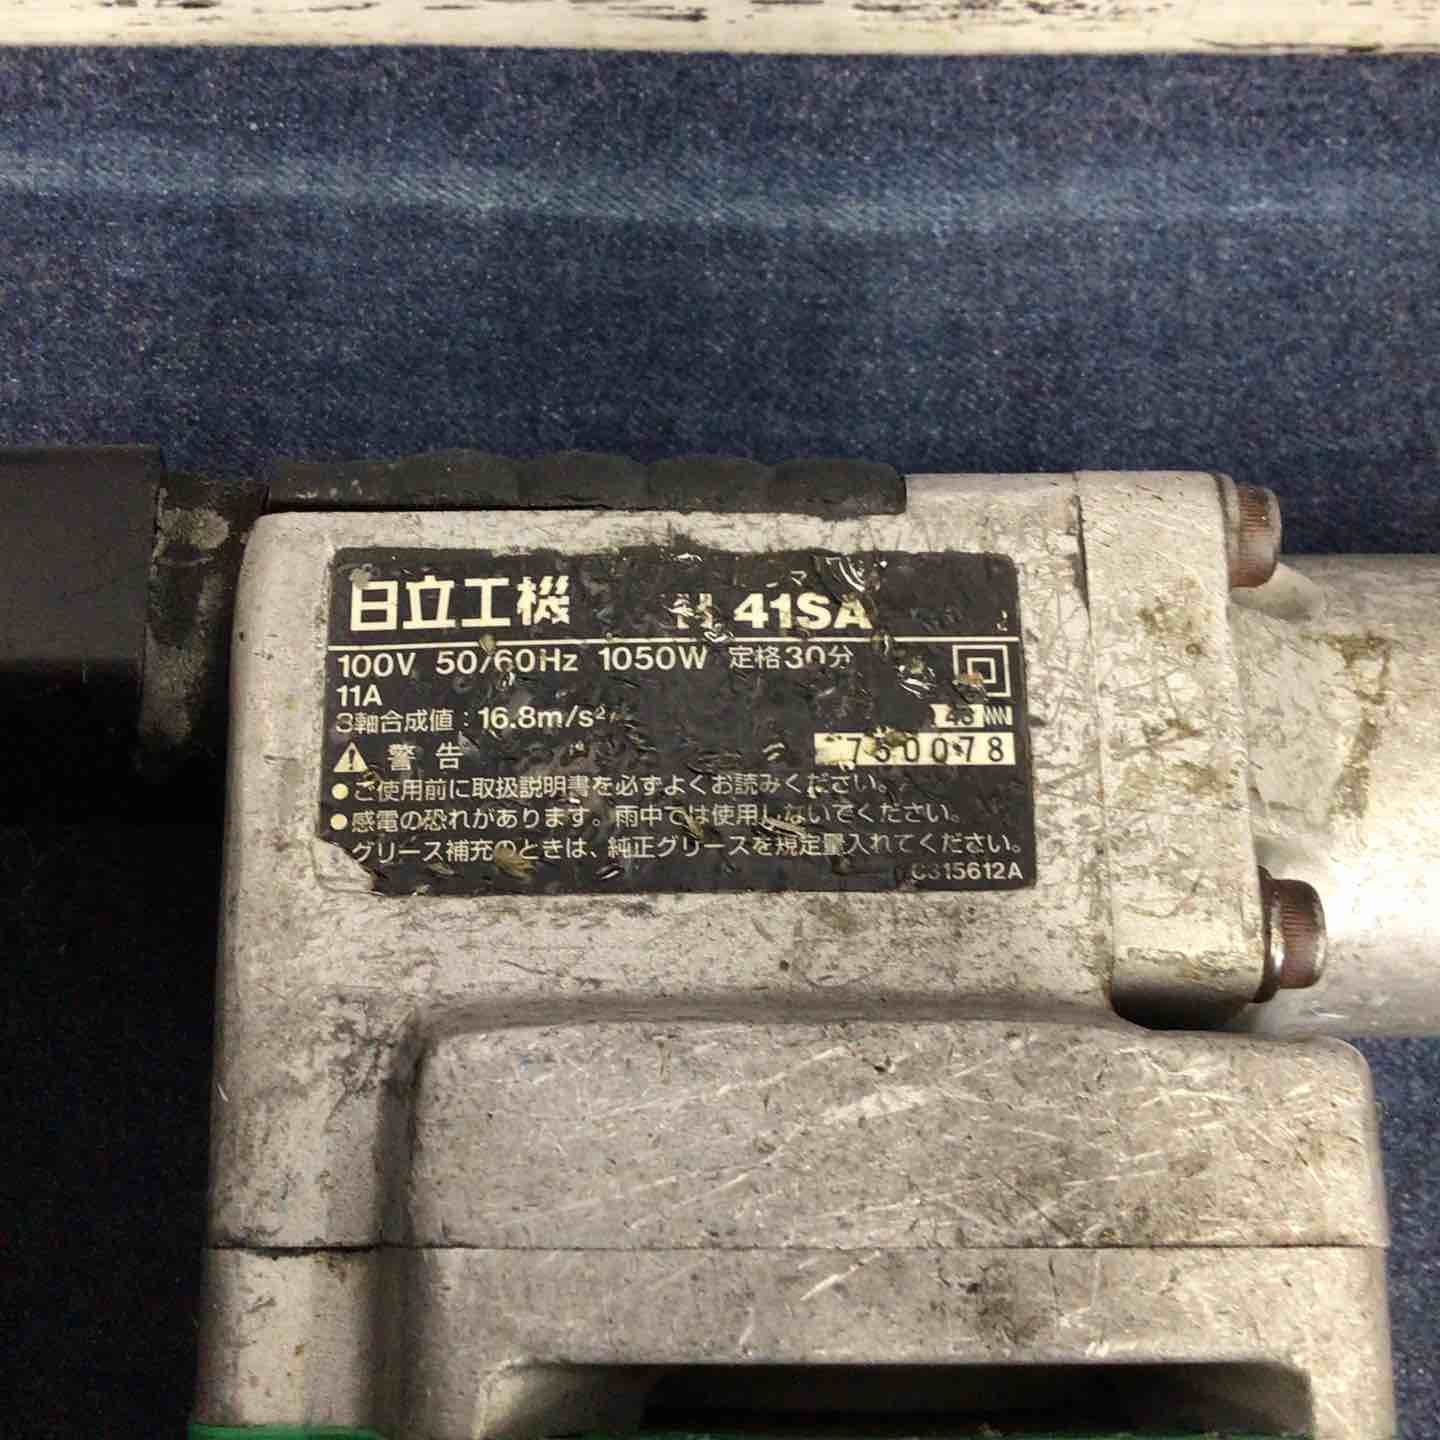 日立工機 H 41SA
100V 50/60Hz 1050W 定格30分
11A
3軸合成値：16.8m/s²
警告
●ご使用前に取扱説明書を必ずよくお読みください。
●感電の恐れがあります。雨中では使用しないでください。
グリース補充のときは、純正グリースを規定量入れてください。
C315612A